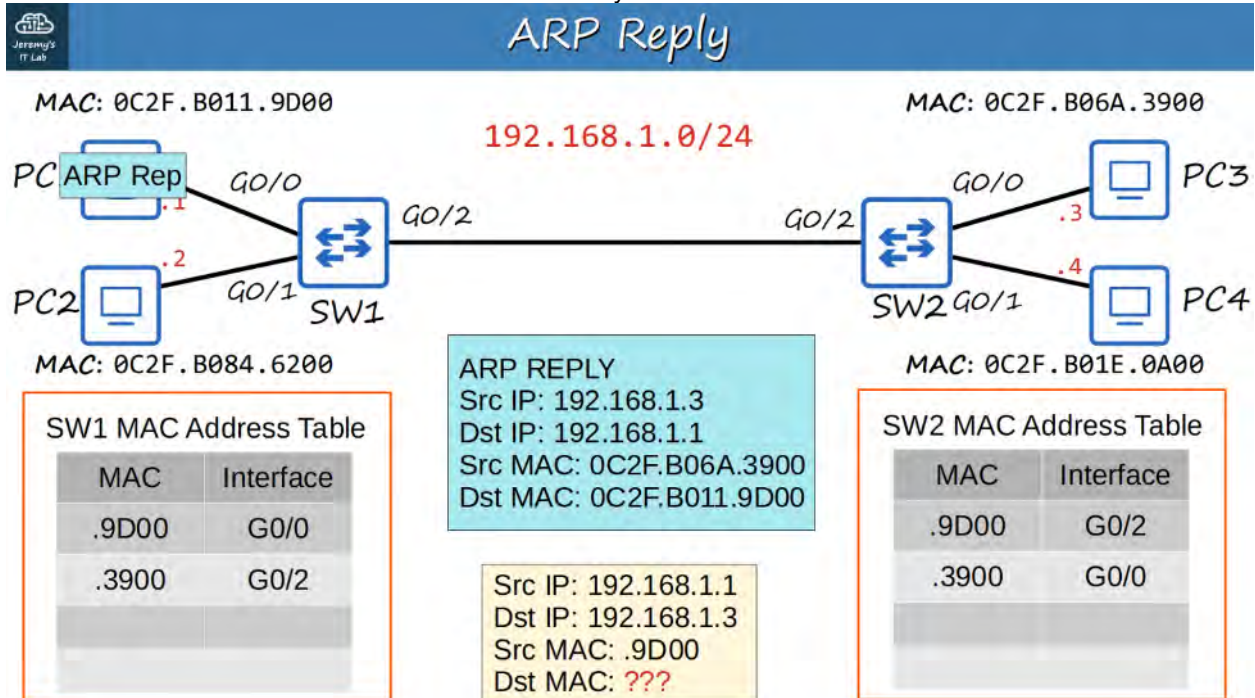 Jeremy's
IT Lab
ARP Reply
MAC: 0C2F.B011.9D00
MAC: 0C2F.B06A.3900
192.168.1.0/24
PC
ARP Rep
.1
G0/0
G0/2
G0/2
G0/0
.3
PC3
.2
PC2
G0/1
SW1
SW2
G0/1
.4
PC4
MAC: 0C2F.B084.6200
MAC: 0C2F.B01E.0A00
ARP REPLY
Src IP: 192.168.1.3
Dst IP: 192.168.1.1
Src MAC: 0C2F.B06A.3900
Dst MAC: 0C2F.B011.9D00
SW1 MAC Address Table
MAC Interface
.9D00 G0/0
.3900 G0/2
SW2 MAC Address Table
MAC Interface
.9D00 G0/2
.3900 G0/0
Src IP: 192.168.1.1
Dst IP: 192.168.1.3
Src MAC: .9D00
Dst MAC: ???